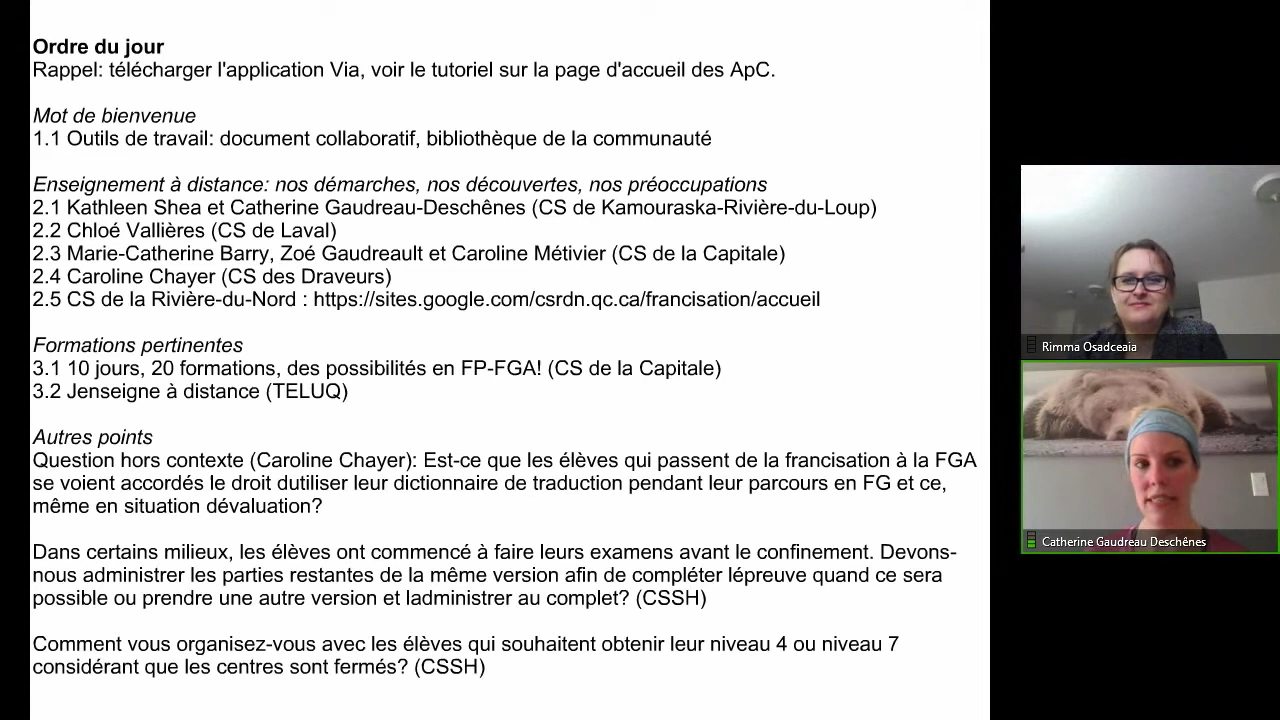 Ordre du jour
Rappel: télécharger l'application Via, voir le tutoriel sur la page d'accueil des ApC.
Mot de bienvenue
1.1 Outils de travail: document collaboratif, bibliothèque de la communauté
Enseignement à distance: nos démarches, nos découvertes, nos préoccupations
2.1 Kathleen Shea et Catherine Gaudreau-Deschênes (CS de Kamouraska-Rivière-du-Loup)
2.2 Chloé Vallières (CS de Laval)
2.3 Marie-Catherine Barry, Zoé Gaudreault et Caroline Métivier (CS de la Capitale)
2.4 Caroline Chayer (CS des Draveurs)
2.5 CS de la Rivière-du-Nord : https://sites.google.com/csrdn.qc.ca/francisation/accueil
Formations pertinentes
3.1 10 jours, 20 formations, des possibilités en FP-FGA! (CS de la Capitale)
3.2 Jenseigne à distance (TELUQ)
Autres points
Question hors contexte (Caroline Chayer): Est-ce que les élèves qui passent de la francisation à la FGA
se voient accordés le droit dutiliser leur dictionnaire de traduction pendant leur parcours en FG et ce,
même en situation dévaluation?
Dans certains milieux, les élèves ont commencé à faire leurs examens avant le confinement. Devons-
nous administrer les parties restantes de la même version afin de compléter lépreuve quand ce sera
possible ou prendre une autre version et ladministrer au complet? (CSSH)
Comment vous organisez-vous avec les élèves qui souhaitent obtenir leur niveau 4 ou niveau 7
considérant que les centres sont fermés? (CSSH)
Rimma Osadceaia
Catherine Gaudreau Deschênes